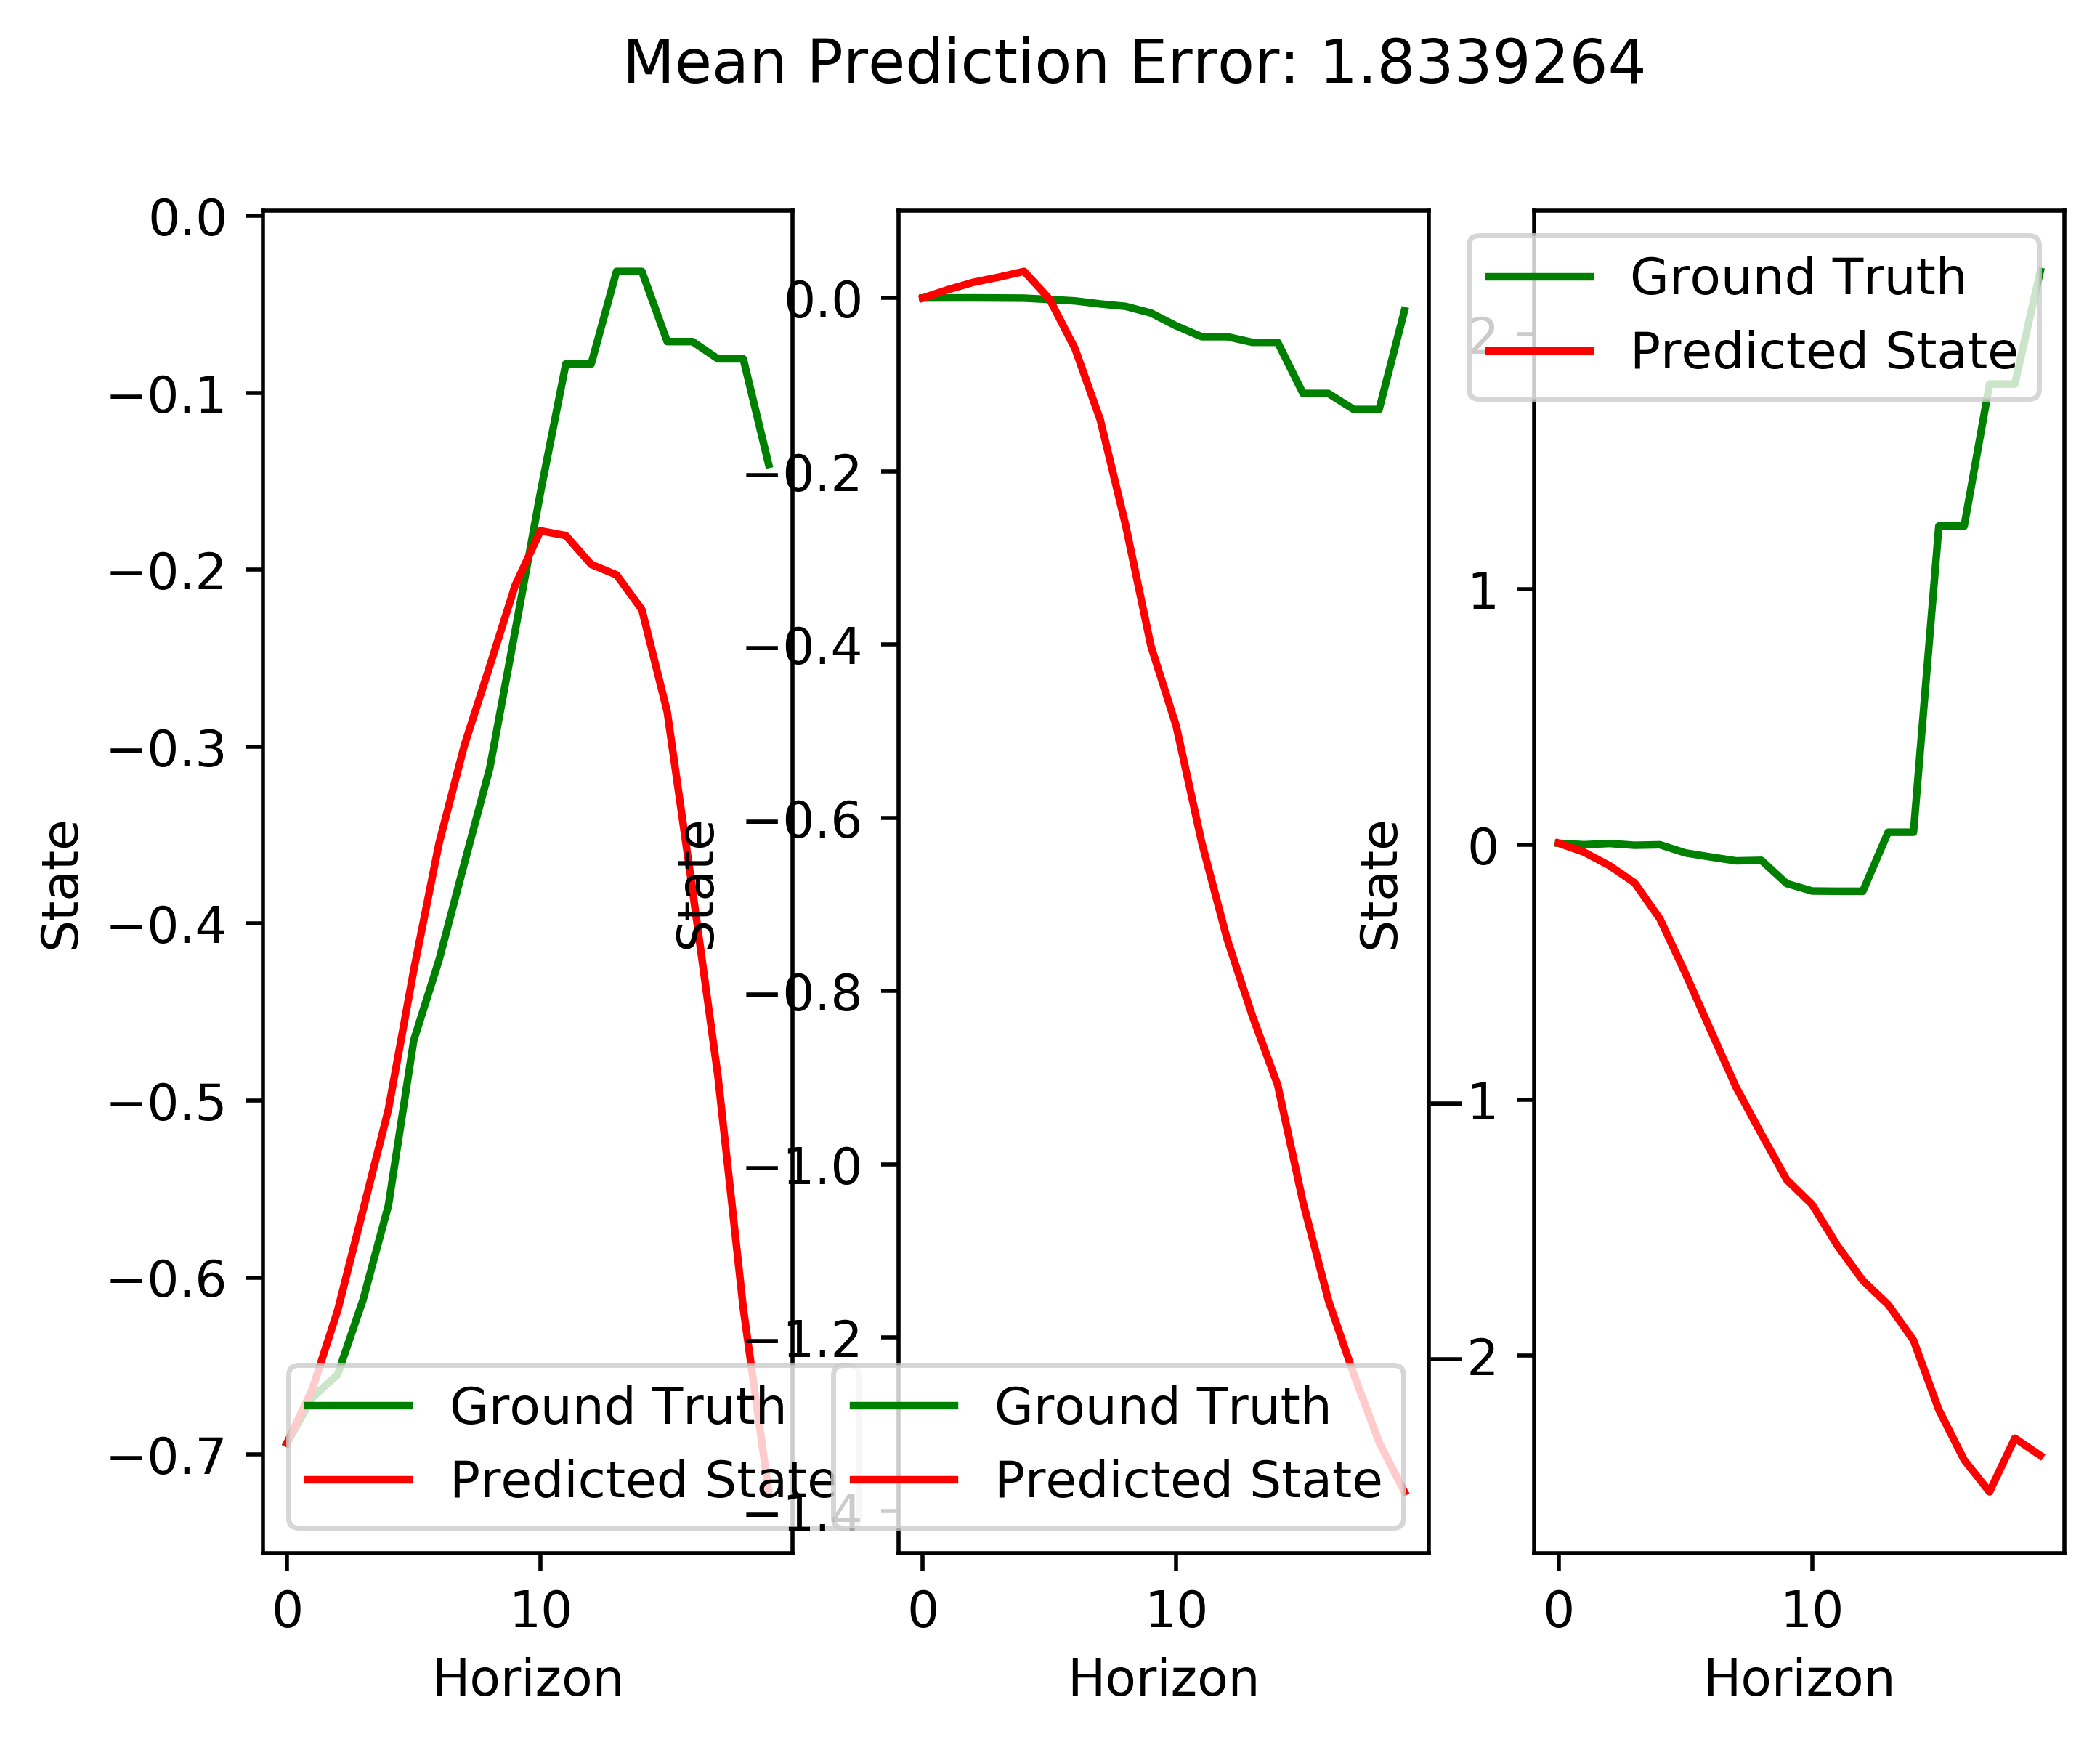 Mean Prediction Error: 1.8339264
0.0
−0.1
−0.2
−0.3
−0.4
−0.5
−0.6
−0.7
State
Ground Truth
Predicted State
0
10
Horizon
0.0
−0.2
−0.4
−0.6
−0.8
−1.0
−1.2
−1.4
State
Ground Truth
Predicted State
0
10
Horizon
2
1
0
−1
−2
State
Ground Truth
Predicted State
0
10
Horizon